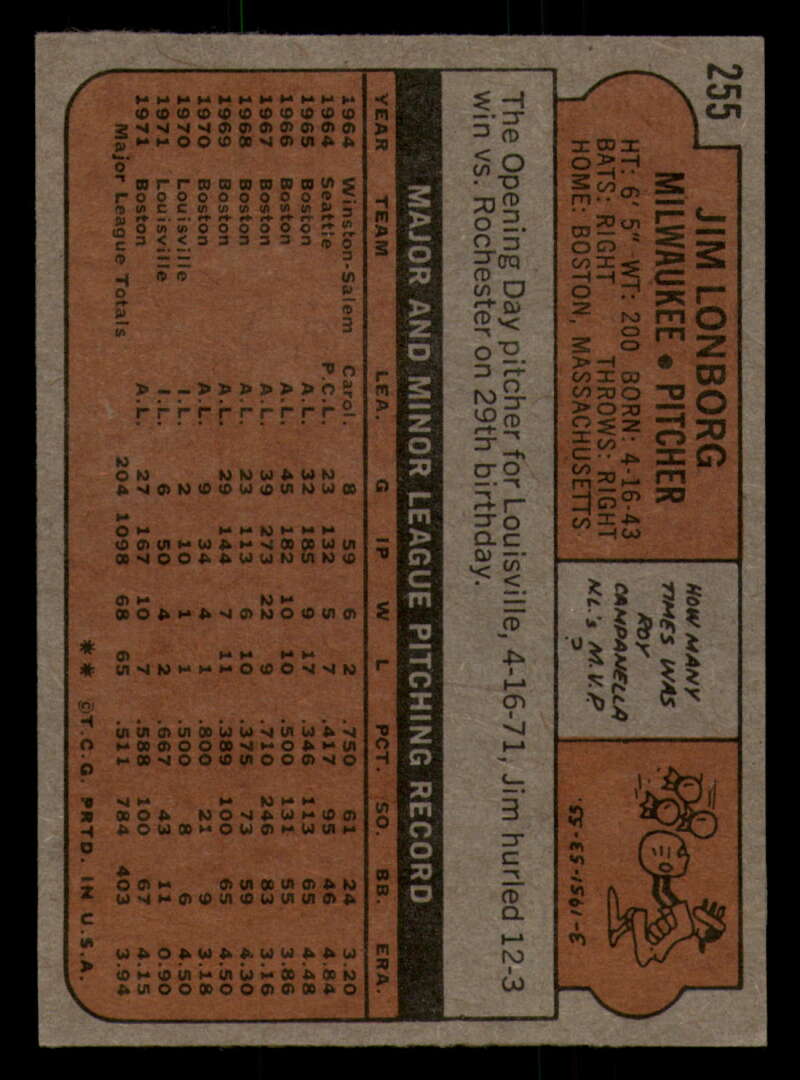 255
JIM LONBORG
MILWAUKEE • PITCHER
HT: 6' 5" WT: 200 BORN: 4-16-43
BATS: RIGHT THROWS: RIGHT
HOME: BOSTON, MASSACHUSETTS
HOW MANY
TIMES WAS
ROY
CAMPANELLA
N.L.'s M.V.P.
?
3-1951-53-55.
The Opening Day pitcher for Louisville, 4-16-71, Jim hurled 12-3
win vs. Rochester on 29th birthday.
MAJOR AND MINOR LEAGUE PITCHING RECORD
YEAR TEAM LEA. G IP W L PCT. SO. BB. ERA.
1964 Winston-Salem Carol. 8 59 6 2 .750 61 24 3.20
1964 Seattle P.C.L. 23 132 5 7 .417 95 46 4.84
1965 Boston A.L. 32 185 9 17 .346 113 65 4.48
1966 Boston A.L. 45 182 10 10 .500 131 55 3.86
1967 Boston A.L. 39 273 22 9 .710 246 83 3.16
1968 Boston A.L. 23 113 6 10 .375 73 59 4.30
1969 Boston A.L. 29 144 7 11 .389 100 65 4.50
1970 Boston A.L. 9 34 4 1 .800 21 9 3.18
1970 Louisville I.L. 2 10 1 1 .500 8 6 4.50
1971 Louisville I.L. 6 50 4 2 .667 43 11 0.90
1971 Boston A.L. 27 167 10 7 .588 100 67 4.15
Major League Totals 204 1098 68 65 .511 784 403 3.94
** ©T.C.G. PRTD. IN U.S.A.